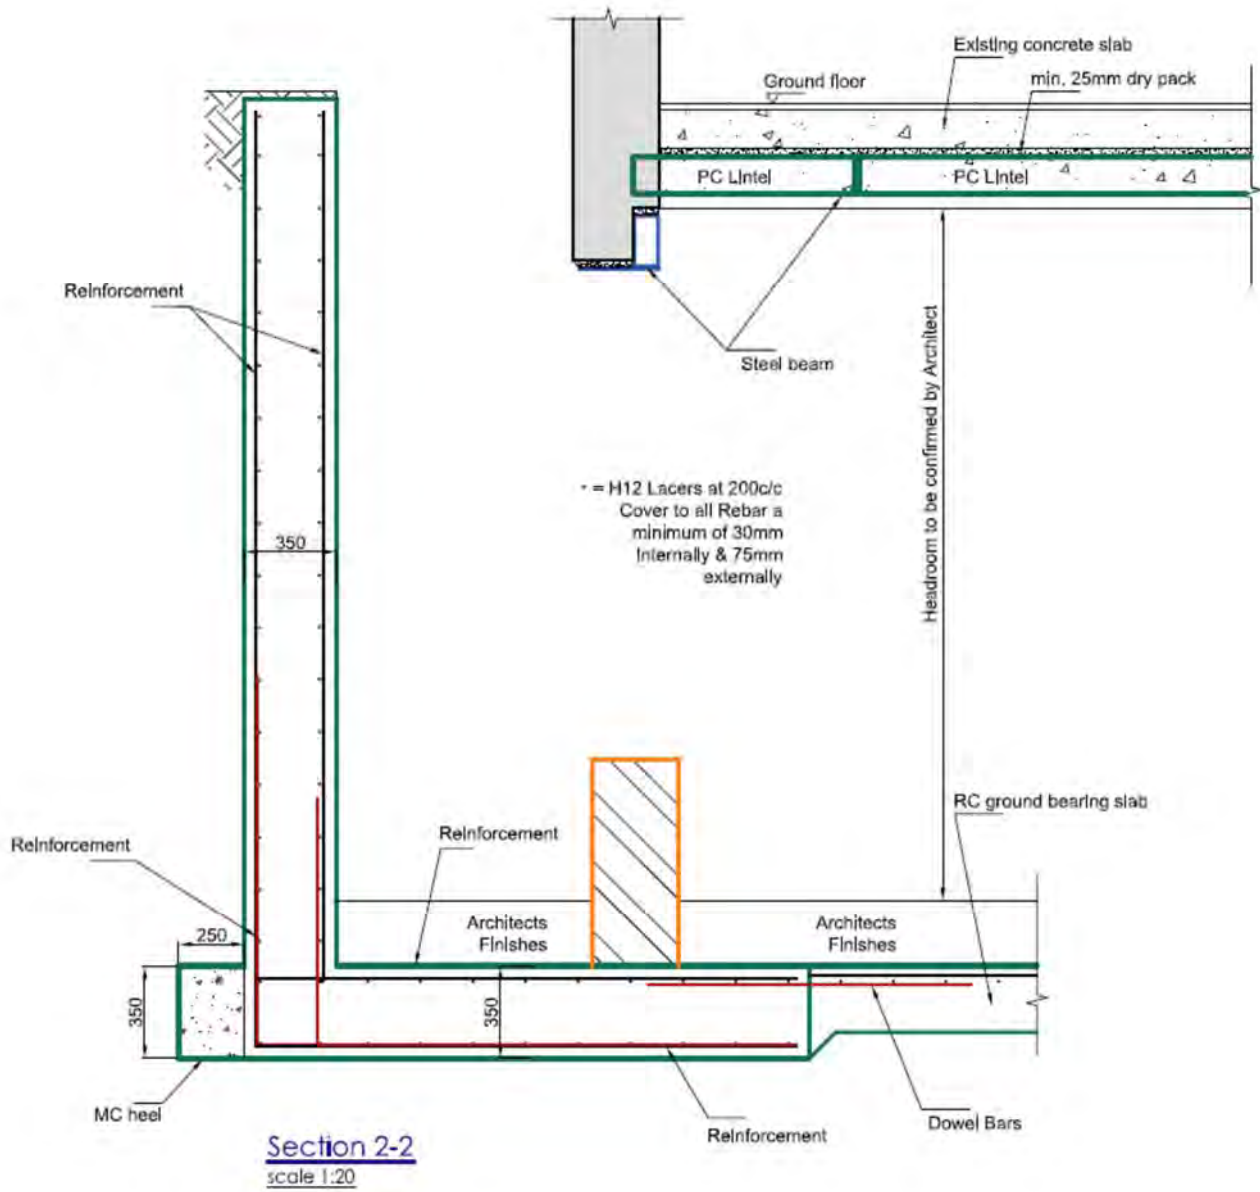 Existing concrete slab
Ground floor
min. 25mm dry pack
PC Lintel
PC Lintel
Reinforcement
Steel beam
Headroom to be confirmed by Architect
· = H12 Lacers at 200c/c
Cover to all Rebar a
minimum of 30mm
Internally & 75mm
externally
350
RC ground bearing slab
Reinforcement
Reinforcement
Architects
Finishes
Architects
Finishes
250
350
350
MC heel
Dowel Bars
Reinforcement
Section 2-2
scale 1:20